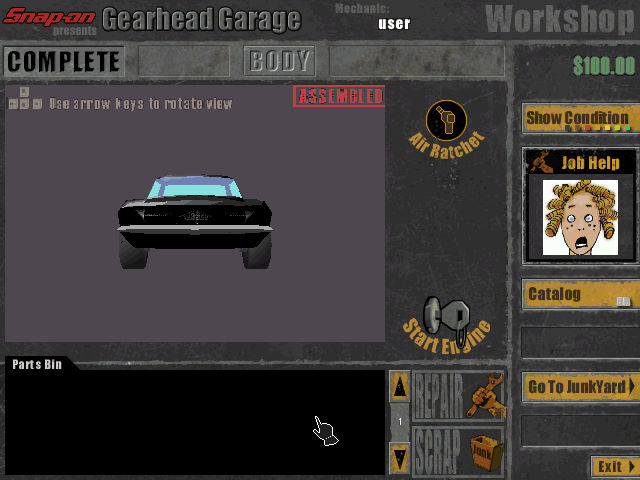 Snap-on presents Gearhead Garage
Mechanic:
user
Workshop
COMPLETE
BODY
$100.00
Use arrow keys to rotate view
ASSEMBLED
Air Ratchet
Show Condition
Job Help
Catalog
Start Engine
Parts Bin
1
REPAIR
SCRAP
Junk
Go To JunkYard
Exit